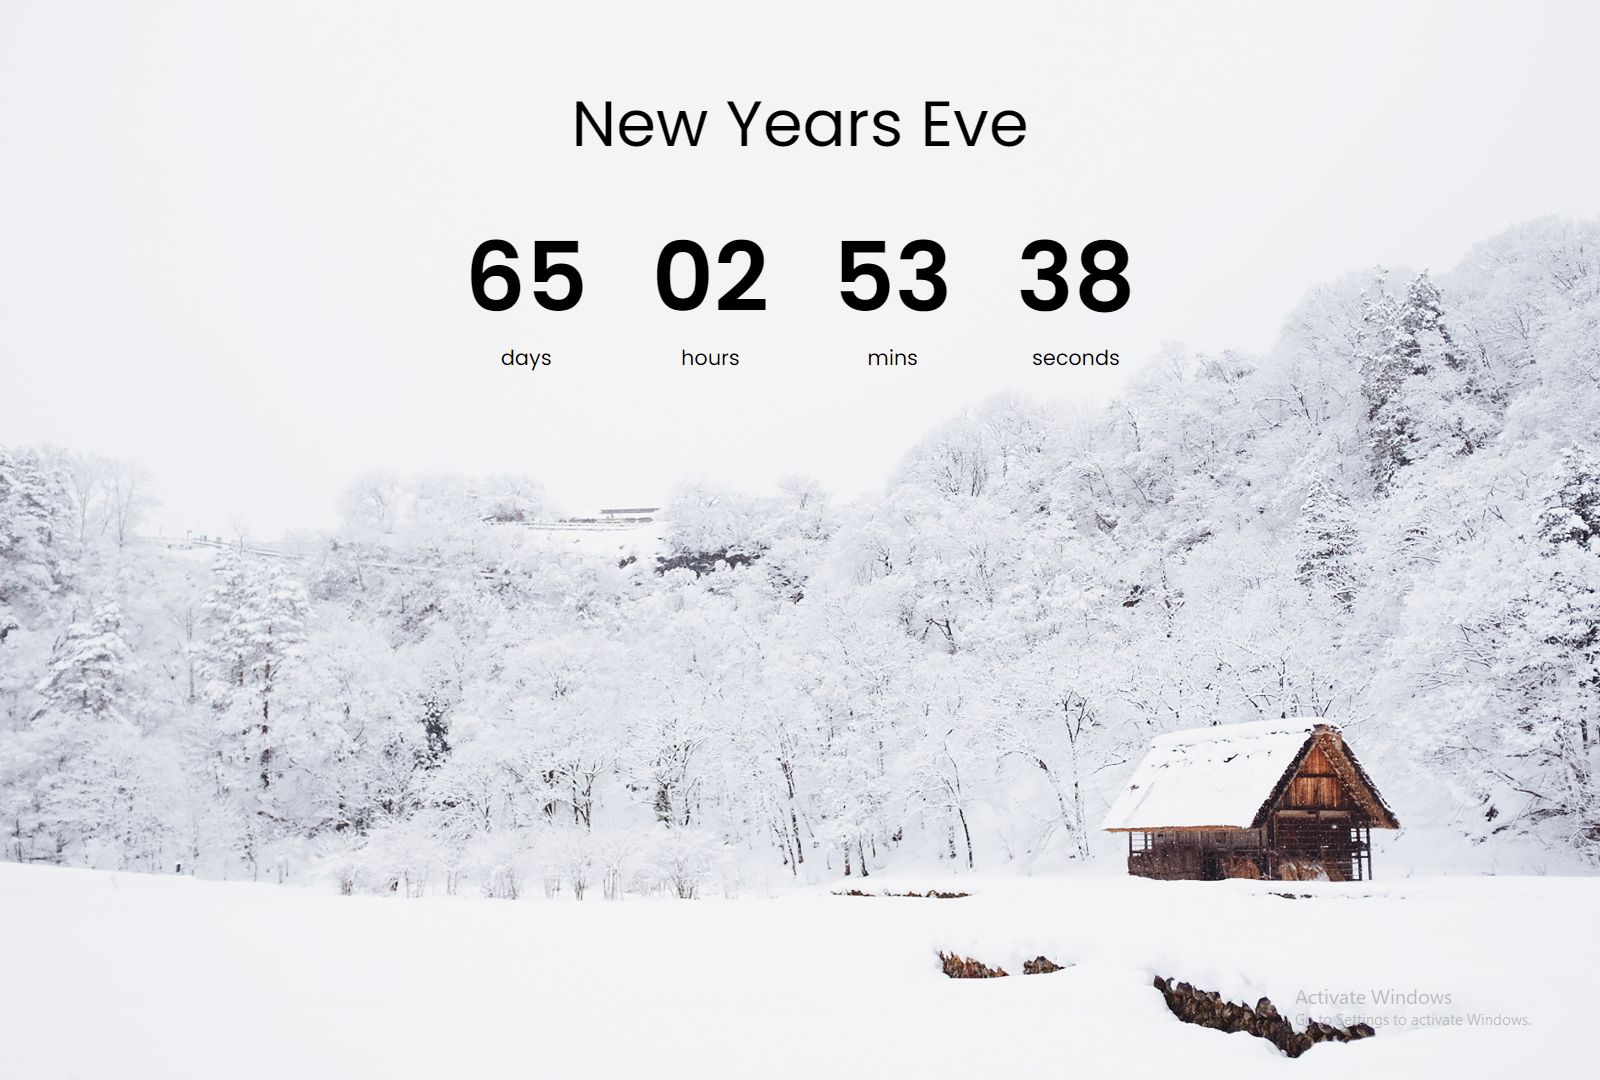 New Years Eve
65 02 53 38
days hours mins seconds
Activate Windows
Go to Settings to activate Windows.